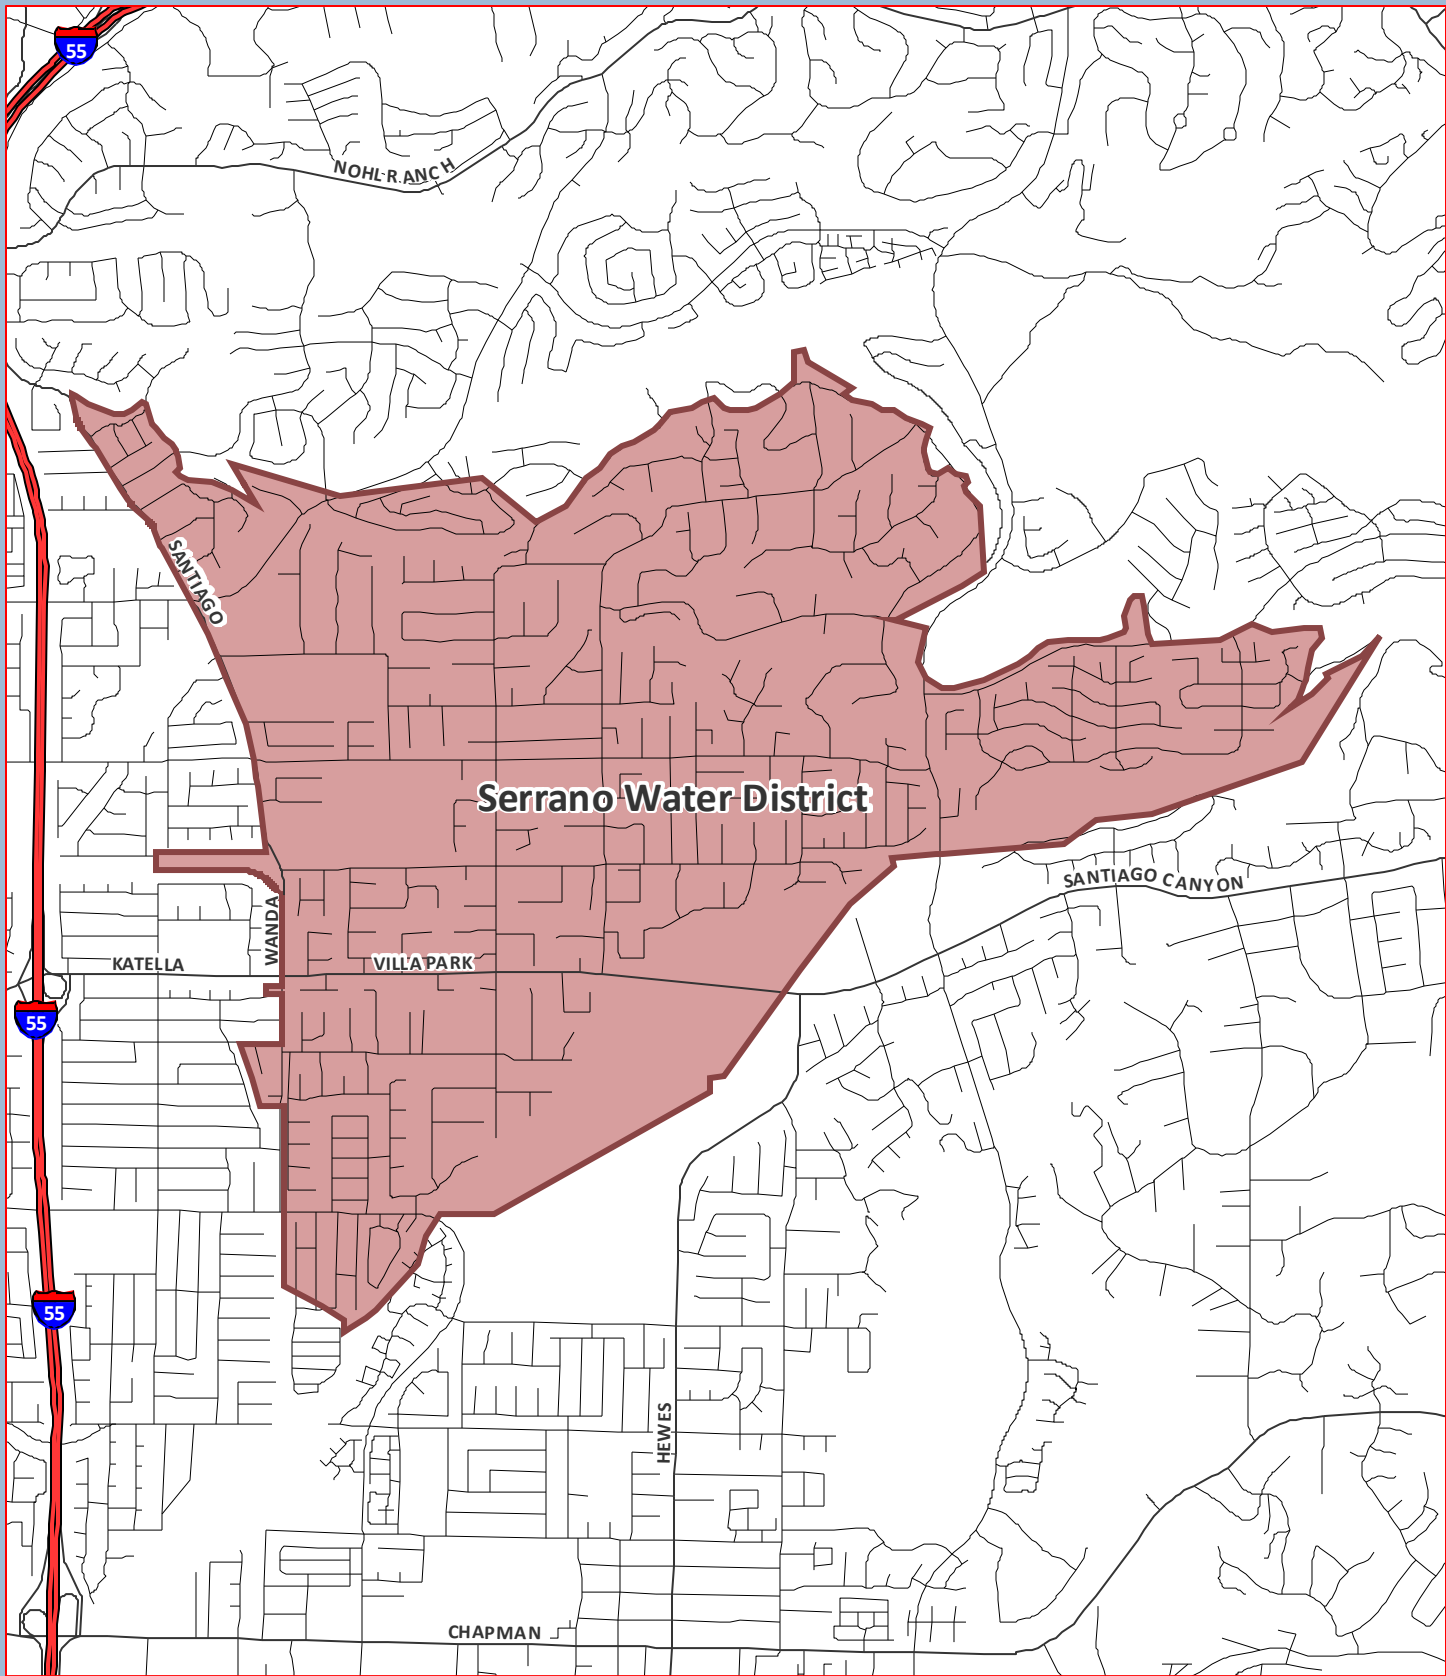 55
NOHL RANCH
SANTIAGO
Serrano Water District
SANTIAGO CANYON
WANDA
KATELLA
VILLA PARK
55
55
HEWES
CHAPMAN